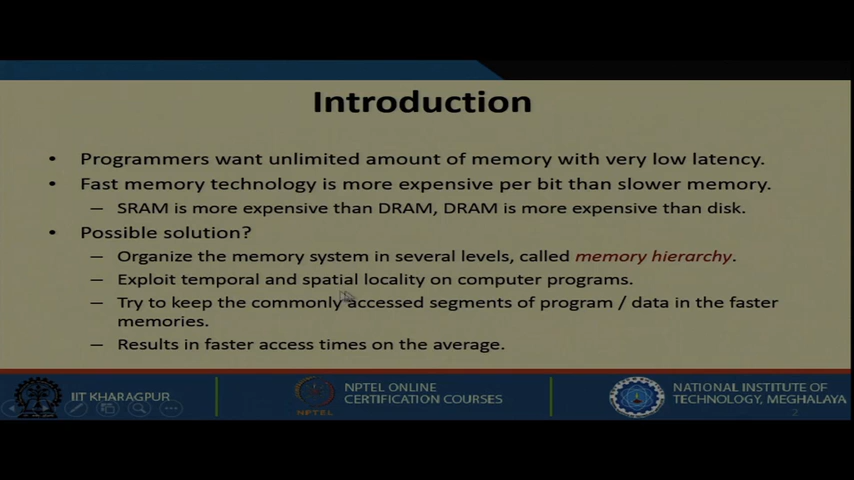 Introduction
• Programmers want unlimited amount of memory with very low latency.
• Fast memory technology is more expensive per bit than slower memory.
– SRAM is more expensive than DRAM, DRAM is more expensive than disk.
• Possible solution?
– Organize the memory system in several levels, called memory hierarchy.
– Exploit temporal and spatial locality on computer programs.
– Try to keep the commonly accessed segments of program / data in the faster
memories.
– Results in faster access times on the average.
IIT KHARAGPUR
NPTEL
NPTEL ONLINE
CERTIFICATION COURSES
NATIONAL INSTITUTE OF
TECHNOLOGY, MEGHALAYA
2